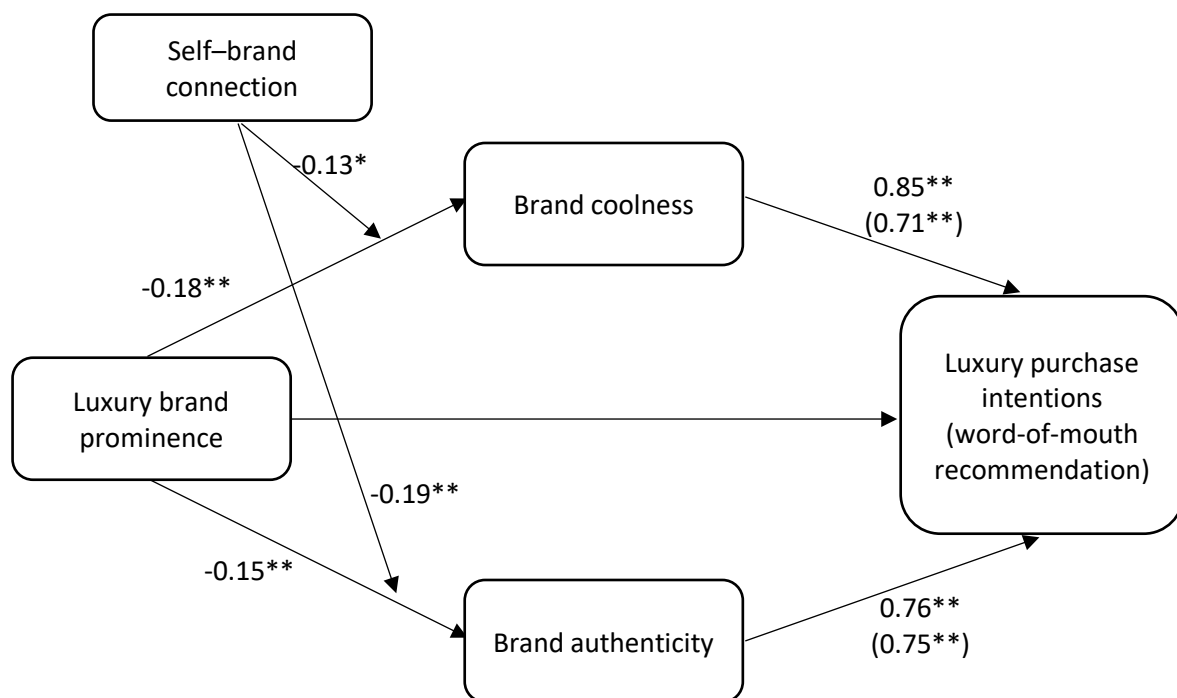 Self–brand
connection
-0.13*
Brand coolness
0.85**
(0.71**)
-0.18**
Luxury brand
prominence
Luxury purchase
intentions
(word-of-mouth
recommendation)
-0.19**
-0.15**
Brand authenticity
0.76**
(0.75**)